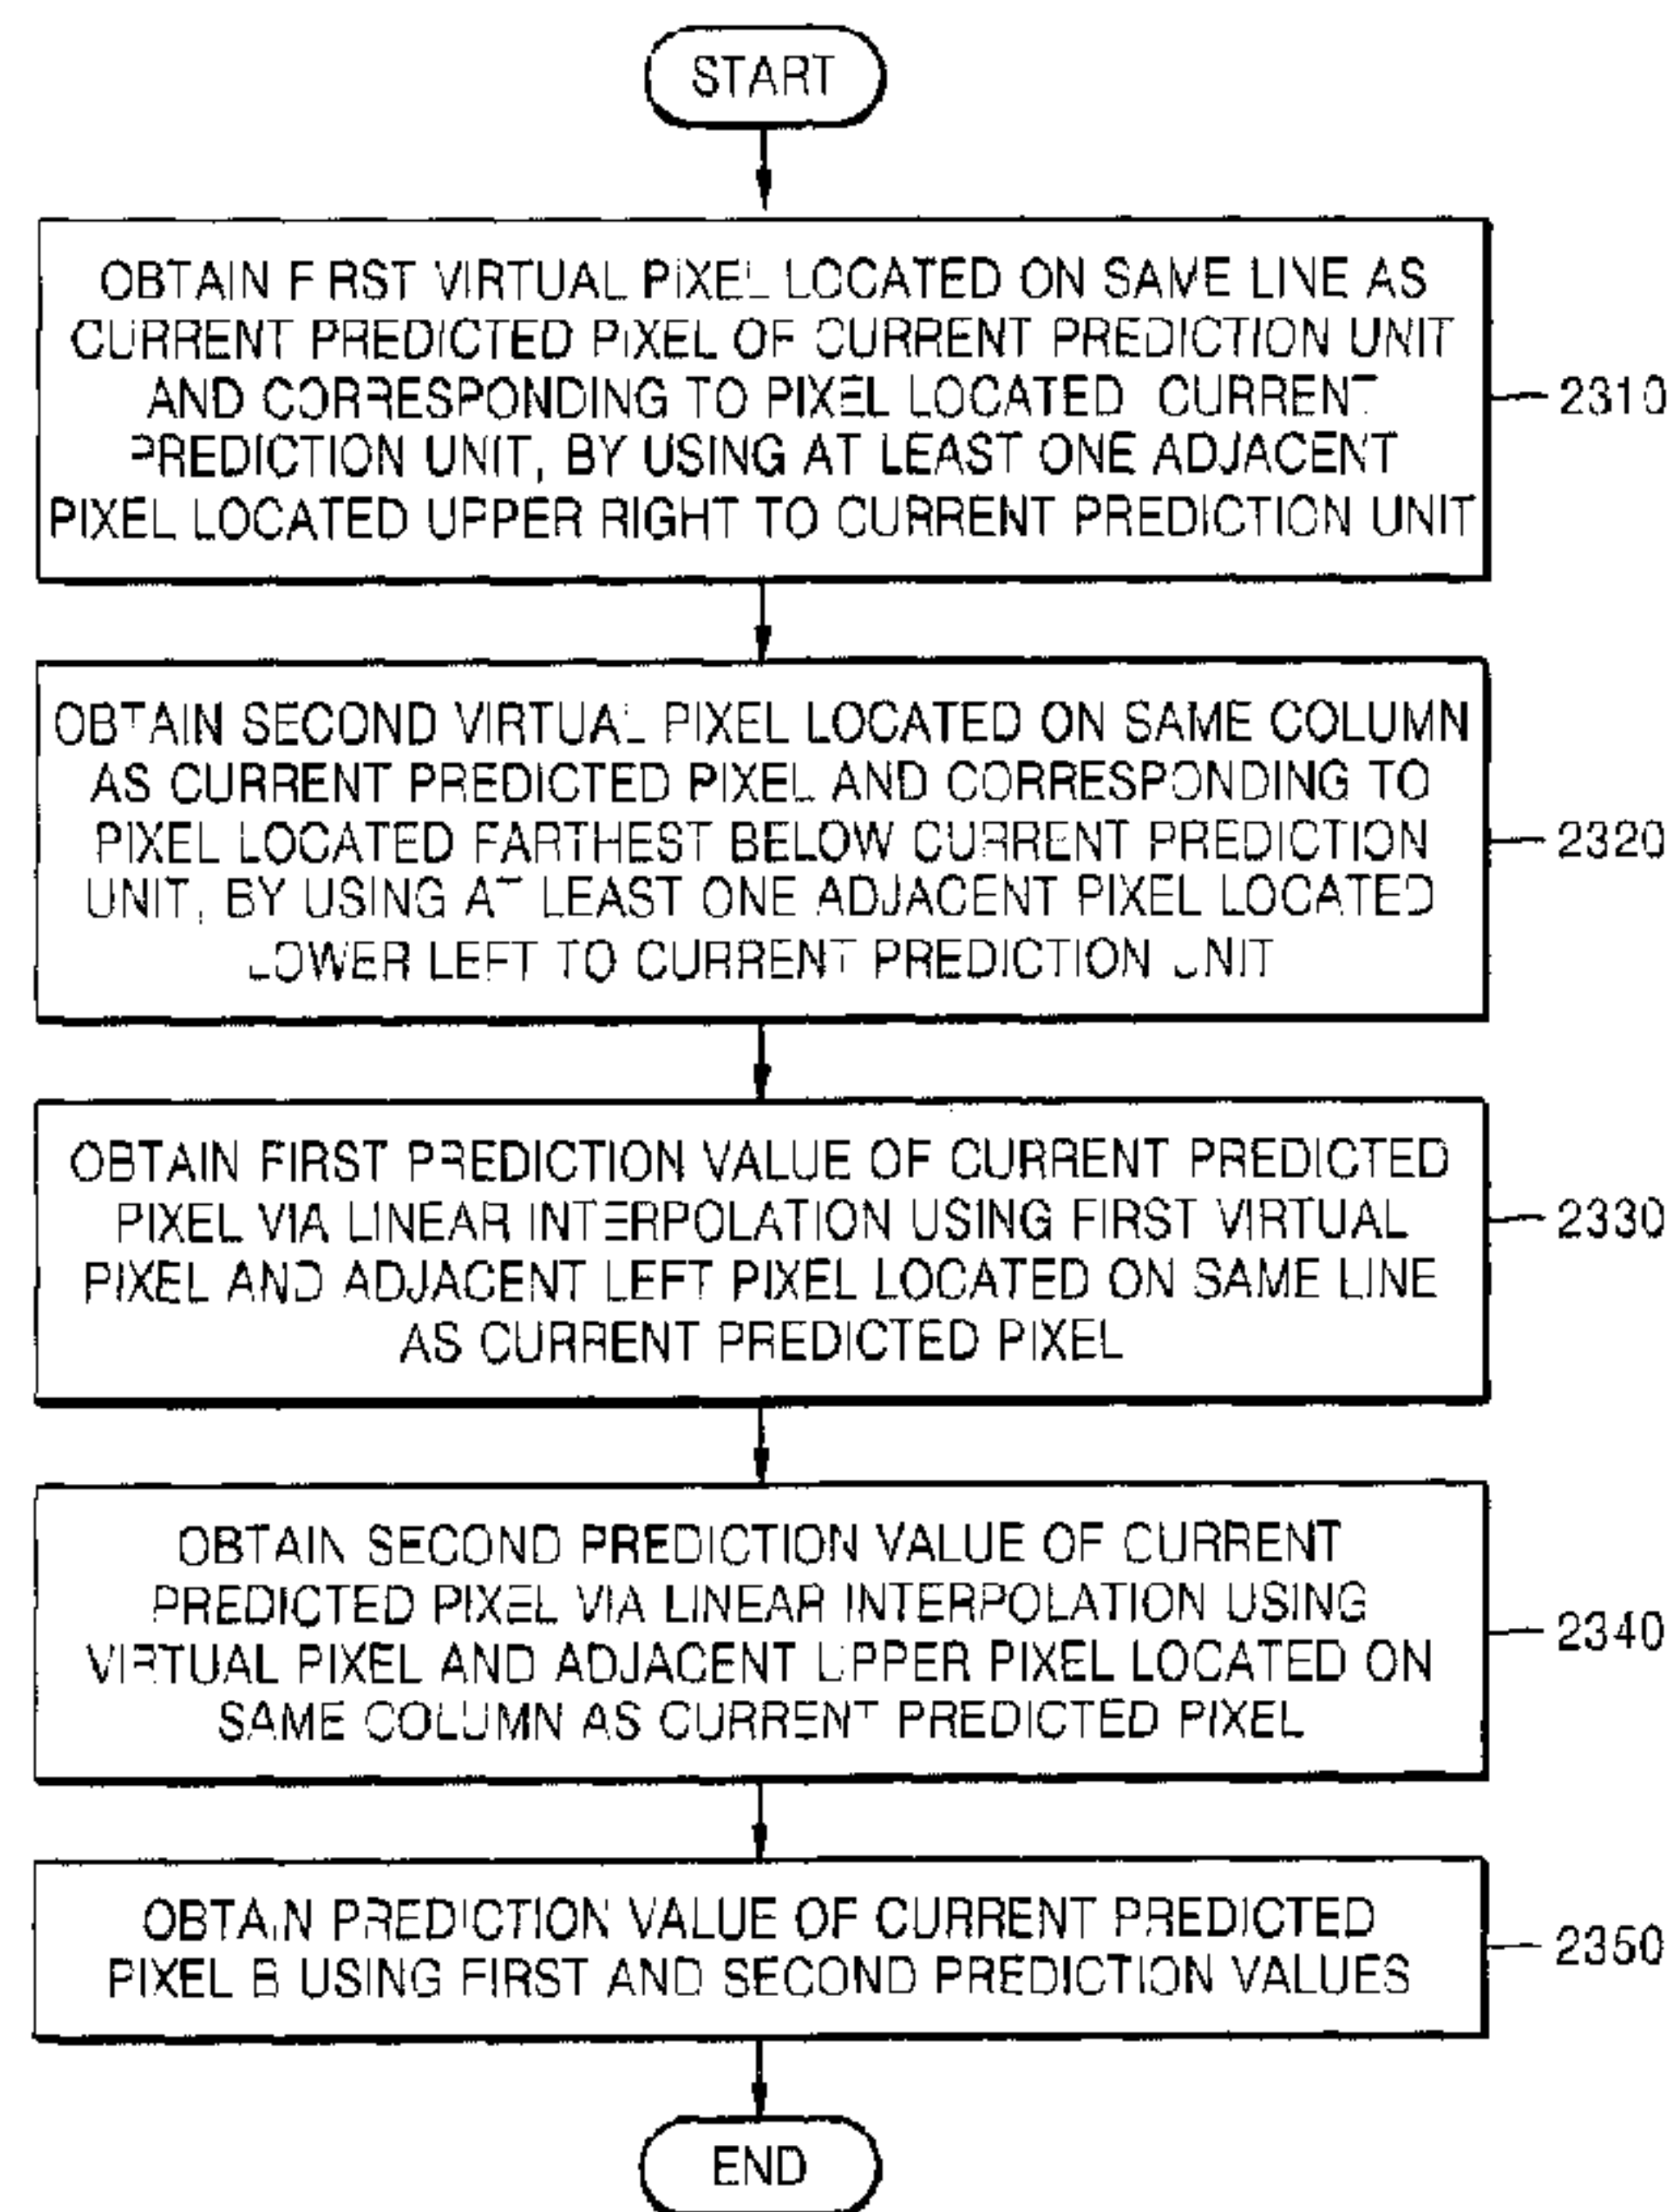 START
OBTAIN FIRST VIRTUAL PIXEL LOCATED ON SAME LINE AS
CURRENT PREDICTED PIXEL OF CURRENT PREDICTION UNIT
AND CORRESPONDING TO PIXEL LOCATED CURRENT
PREDICTION UNIT, BY USING AT LEAST ONE ADJACENT
PIXEL LOCATED UPPER RIGHT TO CURRENT PREDICTION UNIT
2310
OBTAIN SECOND VIRTUAL PIXEL LOCATED ON SAME COLUMN
AS CURRENT PREDICTED PIXEL AND CORRESPONDING TO
PIXEL LOCATED FARTHEST BELOW CURRENT PREDICTION
UNIT, BY USING AT LEAST ONE ADJACENT PIXEL LOCATED
LOWER LEFT TO CURRENT PREDICTION UNIT
2320
OBTAIN FIRST PREDICTION VALUE OF CURRENT PREDICTED
PIXEL VIA LINEAR INTERPOLATION USING FIRST VIRTUAL
PIXEL AND ADJACENT LEFT PIXEL LOCATED ON SAME LINE
AS CURRENT PREDICTED PIXEL
2330
OBTAIN SECOND PREDICTION VALUE OF CURRENT
PREDICTED PIXEL VIA LINEAR INTERPOLATION USING
VIRTUAL PIXEL AND ADJACENT UPPER PIXEL LOCATED ON
SAME COLUMN AS CURRENT PREDICTED PIXEL
2340
OBTAIN PREDICTION VALUE OF CURRENT PREDICTED
PIXEL B USING FIRST AND SECOND PREDICTION VALUES
2350
END